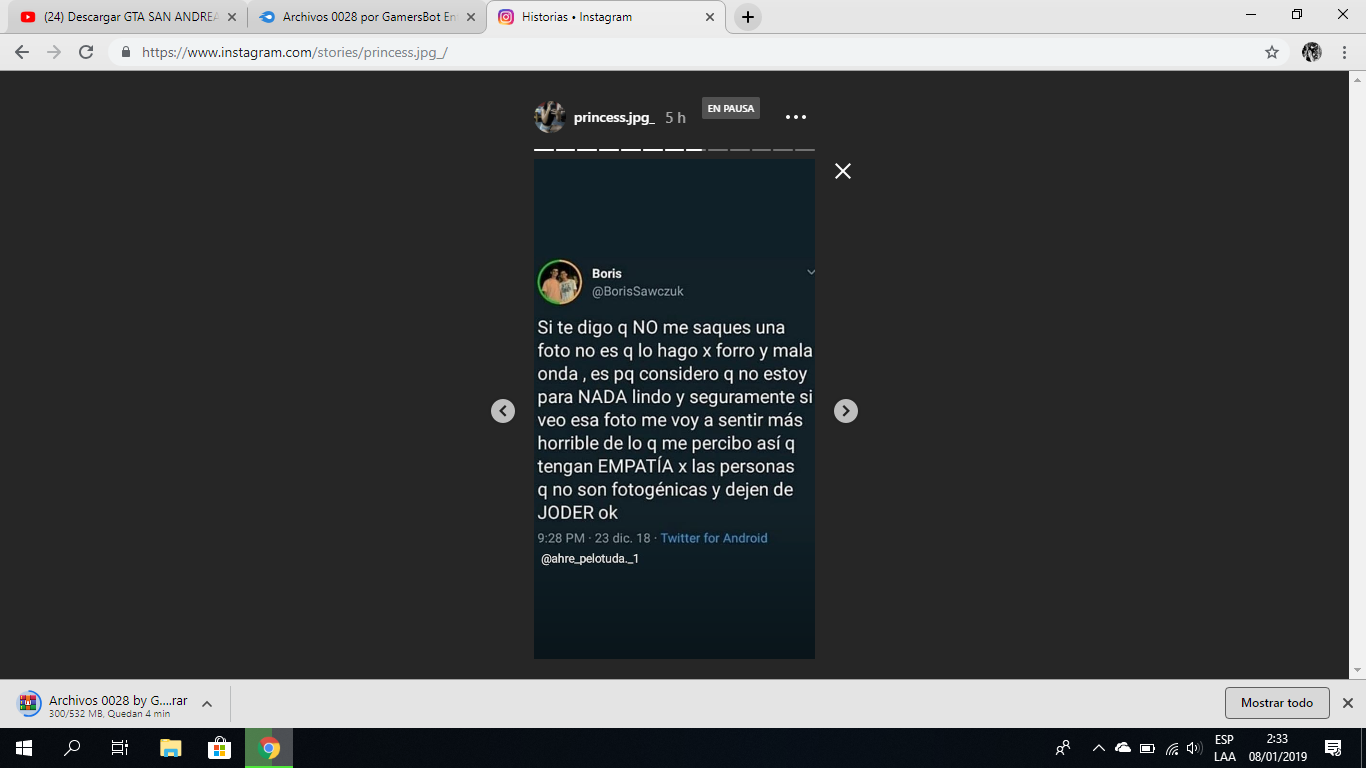 (24) Descargar GTA SAN ANDREA
Archivos 0028 por GamersBot En
Historias • Instagram
https://www.instagram.com/stories/princess.jpg_/
princess.jpg_ 5 h
EN PAUSA
Boris
@BorisSawczuk
Si te digo q NO me saques una
foto no es q lo hago x forro y mala
onda , es pq considero q no estoy
para NADA lindo y seguramente si
veo esa foto me voy a sentir más
horrible de lo q me percibo así q
tengan EMPATÍA x las personas
q no son fotogénicas y dejen de
JODER ok
9:28 PM · 23 dic. 18 · Twitter for Android
@ahre_pelotuda._1
Archivos 0028 by G....rar
300/532 MB, Quedan 4 min
Mostrar todo
ESP
LAA
2:33
08/01/2019